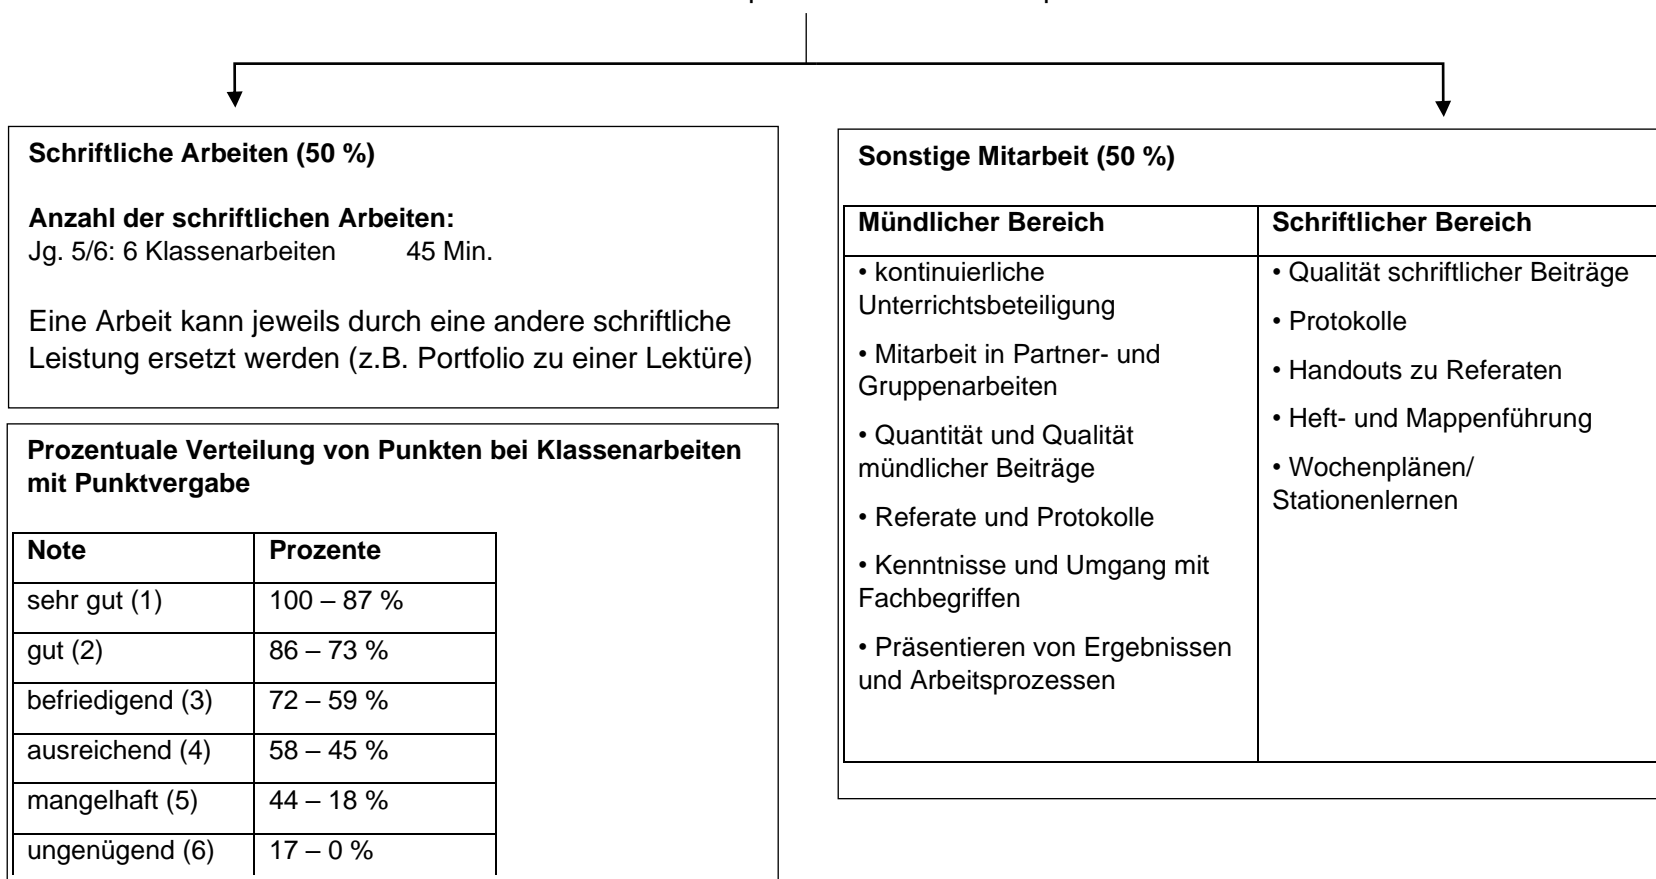 Schriftliche Arbeiten (50 %)
Anzahl der schriftlichen Arbeiten:
Jg. 5/6: 6 Klassenarbeiten 45 Min.
Eine Arbeit kann jeweils durch eine andere schriftliche
Leistung ersetzt werden (z.B. Portfolio zu einer Lektüre)
Prozentuale Verteilung von Punkten bei Klassenarbeiten
mit Punktvergabe
Note Prozente
sehr gut (1) 100 – 87 %
gut (2) 86 – 73 %
befriedigend (3) 72 – 59 %
ausreichend (4) 58 – 45 %
mangelhaft (5) 44 – 18 %
ungenügend (6) 17 – 0 %
Sonstige Mitarbeit (50 %)
Mündlicher Bereich
• kontinuierliche
Unterrichtsbeteiligung
• Mitarbeit in Partner- und
Gruppenarbeiten
• Quantität und Qualität
mündlicher Beiträge
• Referate und Protokolle
• Kenntnisse und Umgang mit
Fachbegriffen
• Präsentieren von Ergebnissen
und Arbeitsprozessen
Schriftlicher Bereich
• Qualität schriftlicher Beiträge
• Protokolle
• Handouts zu Referaten
• Heft- und Mappenführung
• Wochenplänen/
Stationenlernen